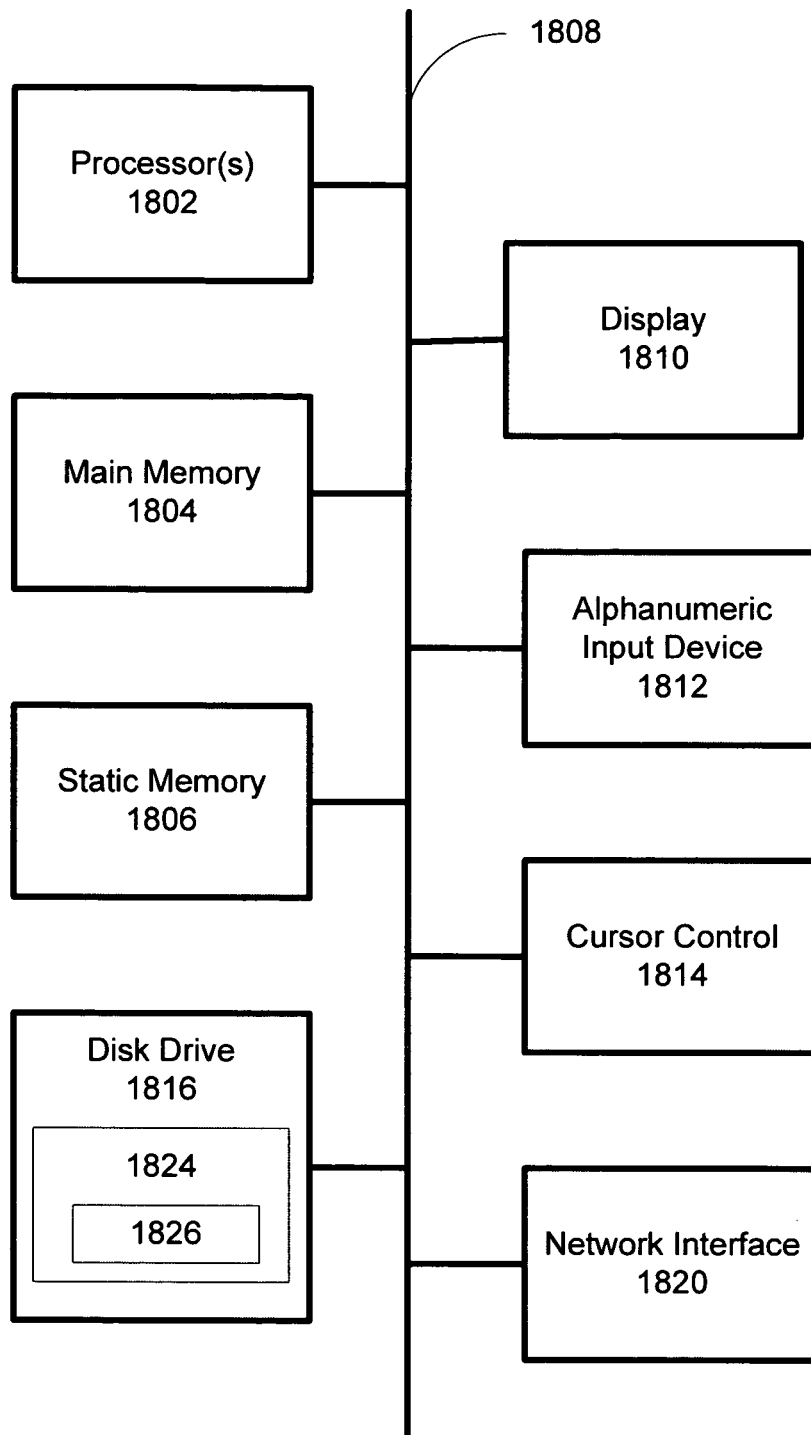 1808
Processor(s)
1802
Display
1810
Main Memory
1804
Alphanumeric
Input Device
1812
Static Memory
1806
Cursor Control
1814
Disk Drive
1816
1824
1826
Network Interface
1820